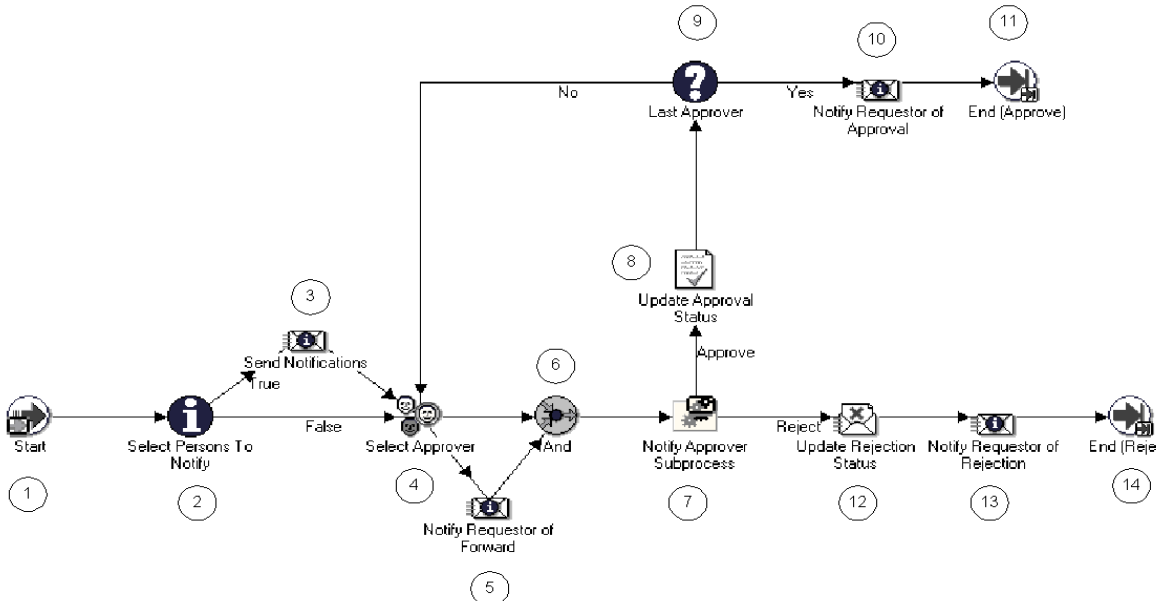 9
10
11
No
Yes
Last Approver
Notify Requestor of
Approval
End (Approve)
8
Update Approval
Status
3
Send Notifications
True
Approve
6
Start
Select Persons To
Notify
False
Select Approver
And
Notify Approver
Subprocess
Reject
Update Rejection
Status
Notify Requestor of
Rejection
End (Reje
1
2
4
7
12
13
14
Notify Requestor of
Forward
5